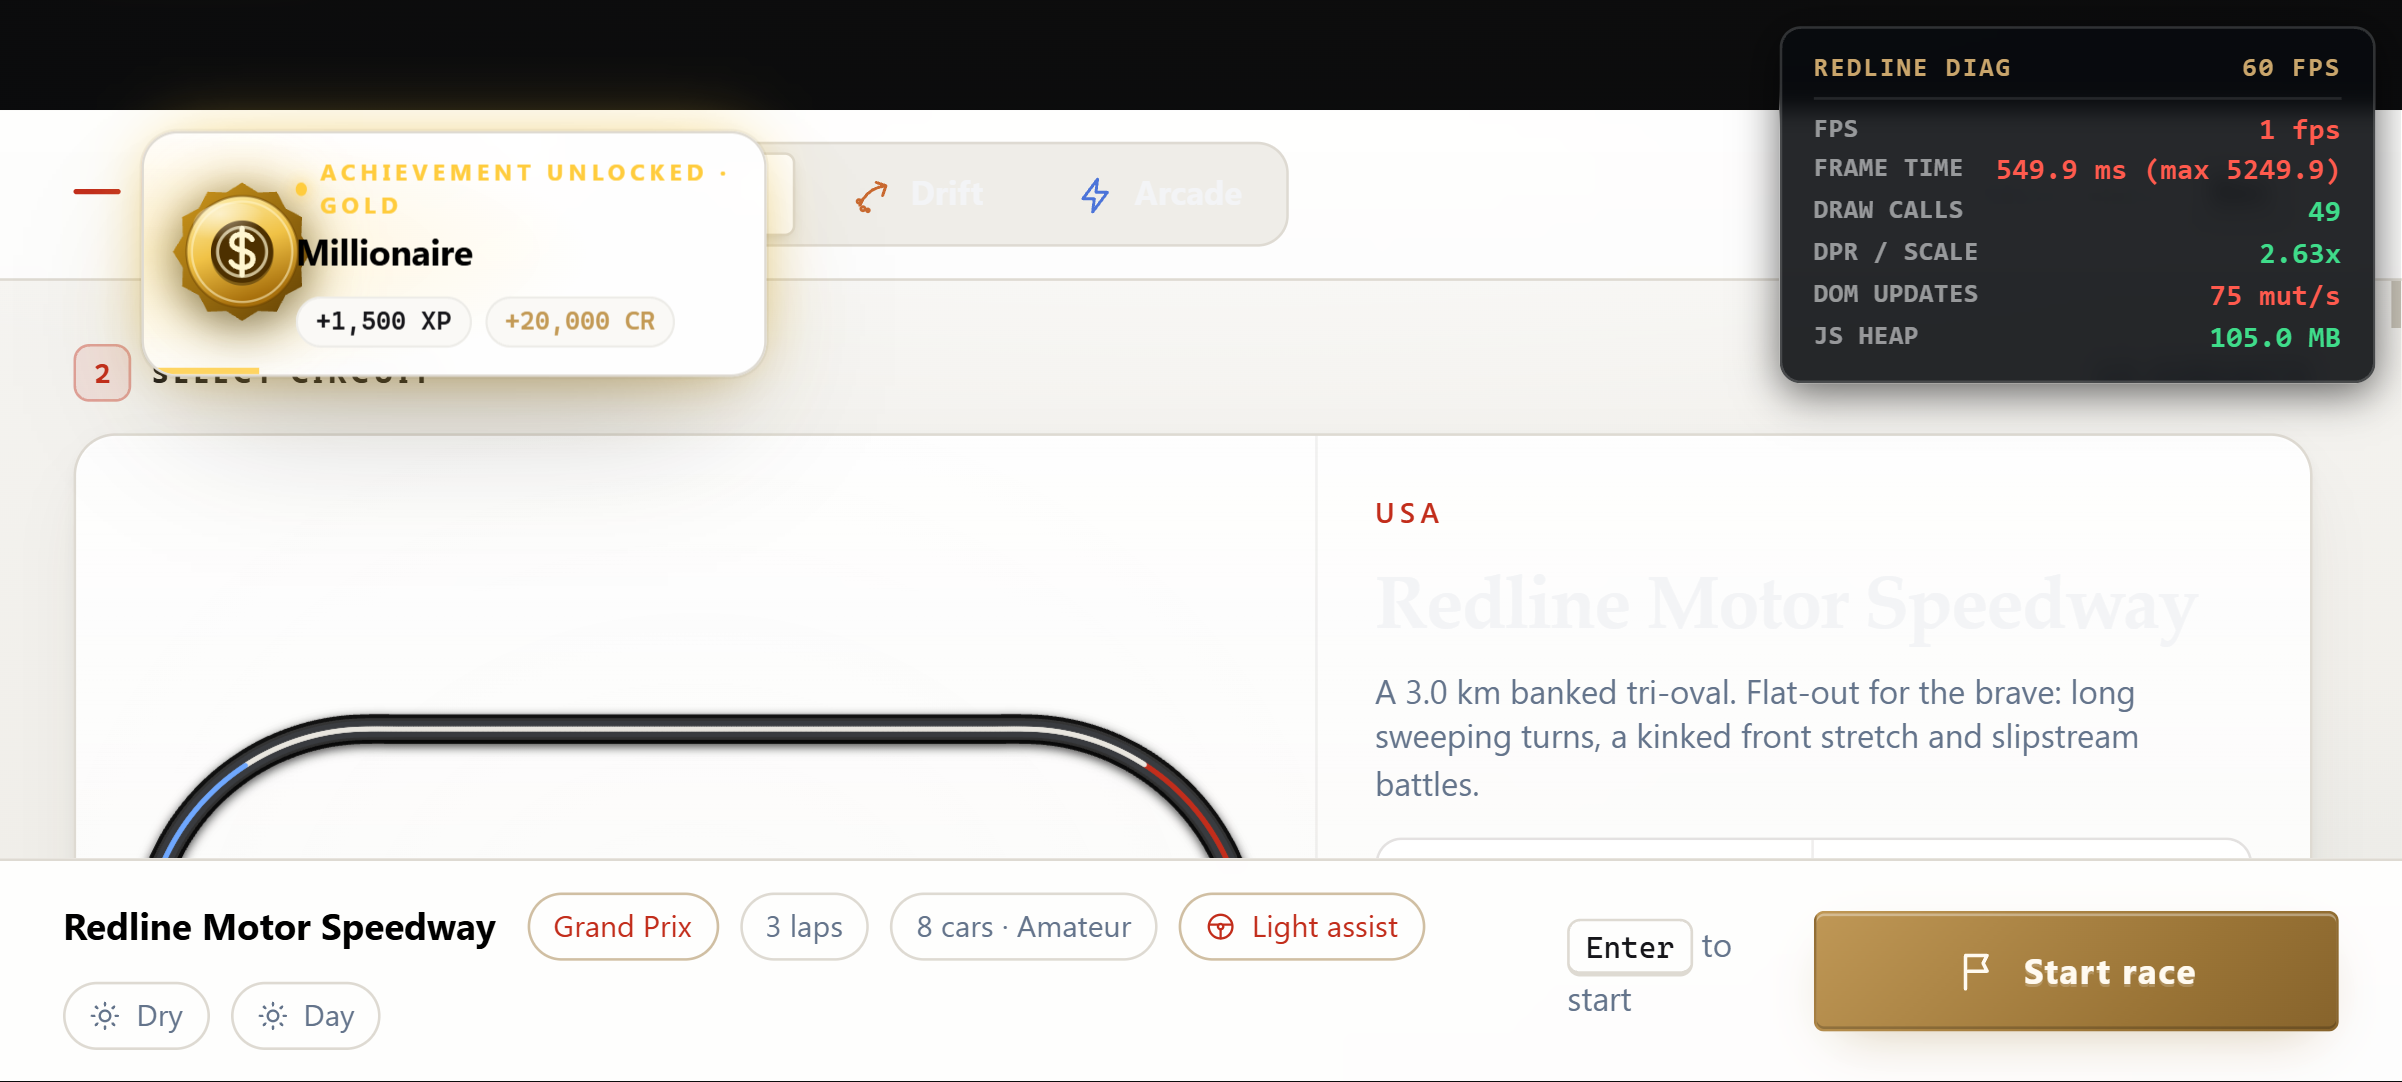 REDLINE DIAG 60 FPS
FPS 1 fps
FRAME TIME 549.9 ms (max 5249.9)
DRAW CALLS 49
DPR / SCALE 2.63x
DOM UPDATES 75 mut/s
JS HEAP 105.0 MB
ACHIEVEMENT UNLOCKED ·
GOLD
Millionaire
+1,500 XP +20,000 CR
Drift Arcade
2 SELECT CIRCUIT
USA
Redline Motor Speedway
A 3.0 km banked tri-oval. Flat-out for the brave: long
sweeping turns, a kinked front stretch and slipstream
battles.
Redline Motor Speedway Grand Prix 3 laps 8 cars · Amateur Light assist
Dry Day
Enter to
start
Start race